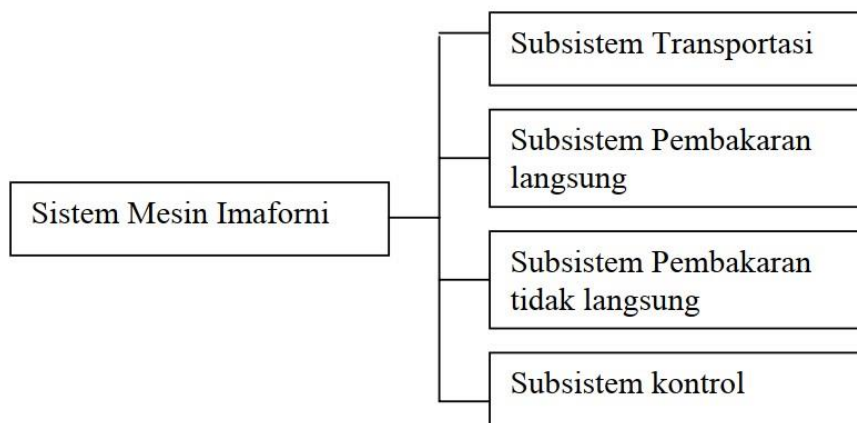 Subsistem Transportasi
Subsistem Pembakaran
langsung
Sistem Mesin Imaforni
Subsistem Pembakaran
tidak langsung
Subsistem kontrol